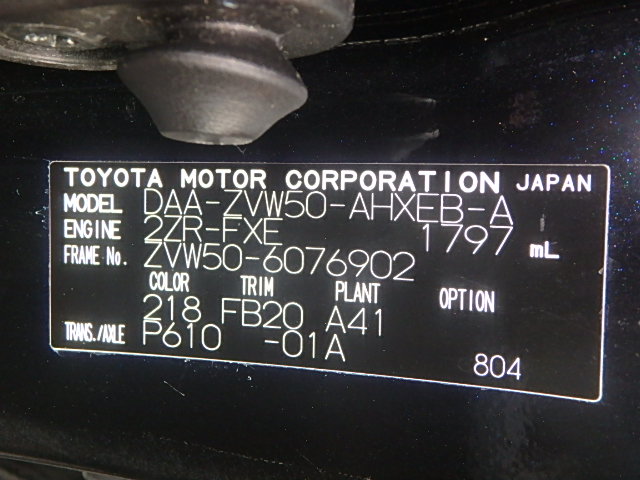 TOYOTA MOTOR CORPORATION JAPAN
MODEL DAA-ZVW50-AHXEB-A
ENGINE 2ZR-FXE 1797 mL
FRAME No. ZVW50-6076902
COLOR TRIM PLANT OPTION
218 FB20 A41
TRANS./AXLE P610 -01A
804